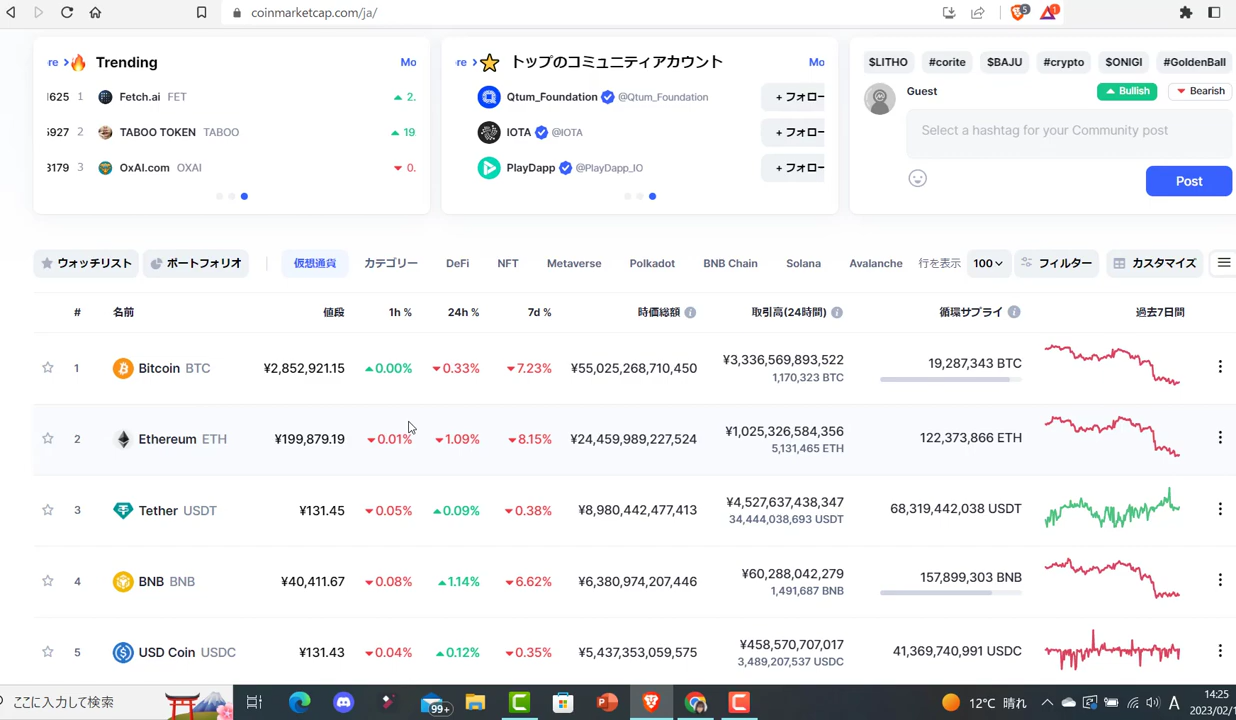 coinmarketcap.com/ja/
5
1
re > Trending
Mo
625 1 Fetch.ai FET 2.
5927 2 TABOO TOKEN TABOO 19
3179 3 OxAI.com OXAI 0.
re > トップのコミュニティアカウント
Mo
Qtum_Foundation @Qtum_Foundation
+ フォロー
IOTA @IOTA
+ フォロー
PlayDapp @PlayDapp_IO
+ フォロー
$LITHO #corite $BAJU #crypto $ONIGI #GoldenBall
Guest
Bullish Bearish
Select a hashtag for your Community post
Post
ウォッチリスト ポートフォリオ 仮想通貨 カテゴリー DeFi NFT Metaverse Polkadot BNB Chain Solana Avalanche 行を表示 100 フィルター カスタマイズ
# 名前 値段 1h % 24h % 7d % 時価総額 取引高(24時間) 循環サプライ 過去7日間
1 Bitcoin BTC ¥2,852,921.15 0.00% 0.33% 7.23% ¥55,025,268,710,450 ¥3,336,569,893,522 19,287,343 BTC
1,170,323 BTC
2 Ethereum ETH ¥199,879.19 0.01% 1.09% 8.15% ¥24,459,989,227,524 ¥1,025,326,584,356 122,373,866 ETH
5,131,465 ETH
3 Tether USDT ¥131.45 0.05% 0.09% 0.38% ¥8,980,442,477,413 ¥4,527,637,438,347 68,319,442,038 USDT
34,444,038,693 USDT
4 BNB BNB ¥40,411.67 0.08% 1.14% 6.62% ¥6,380,974,207,446 ¥60,288,042,279 157,899,303 BNB
1,491,687 BNB
5 USD Coin USDC ¥131.43 0.04% 0.12% 0.35% ¥5,437,353,059,575 ¥458,570,707,017 41,369,740,991 USDC
3,489,207,537 USDC
ここに入力して検索
99+
12°C 晴れ
A
14:25
2023/02/1